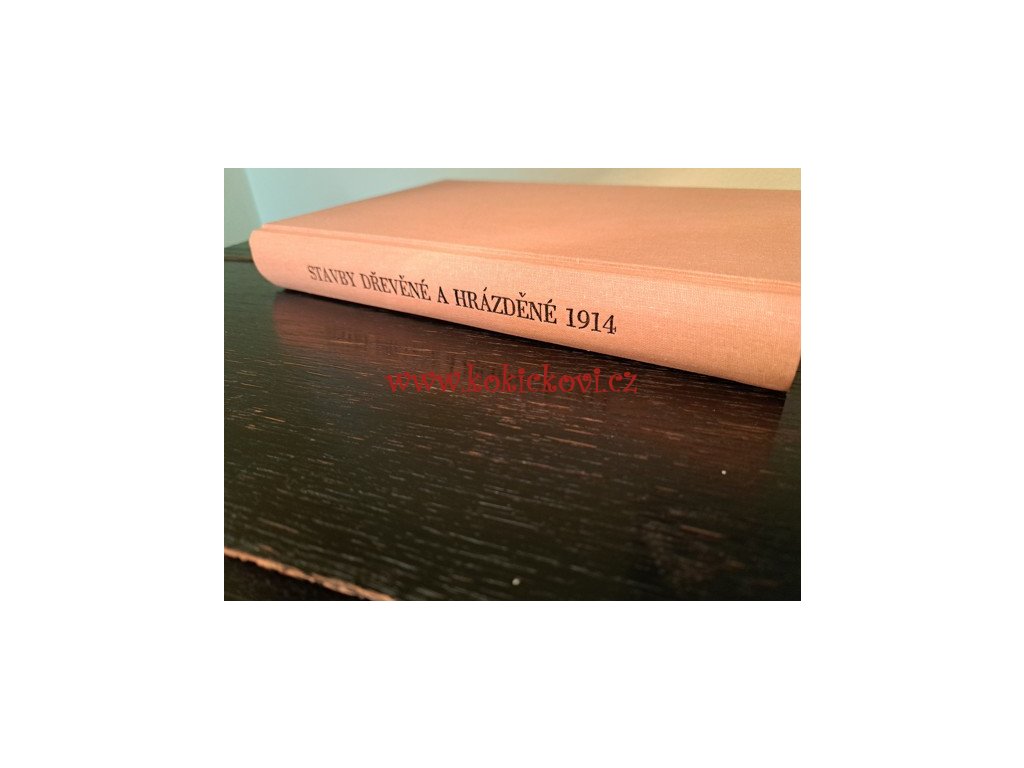 STAVBY DŘEVĚNÉ A HRÁZDĚNÉ 1914
www.kokickovi.cz